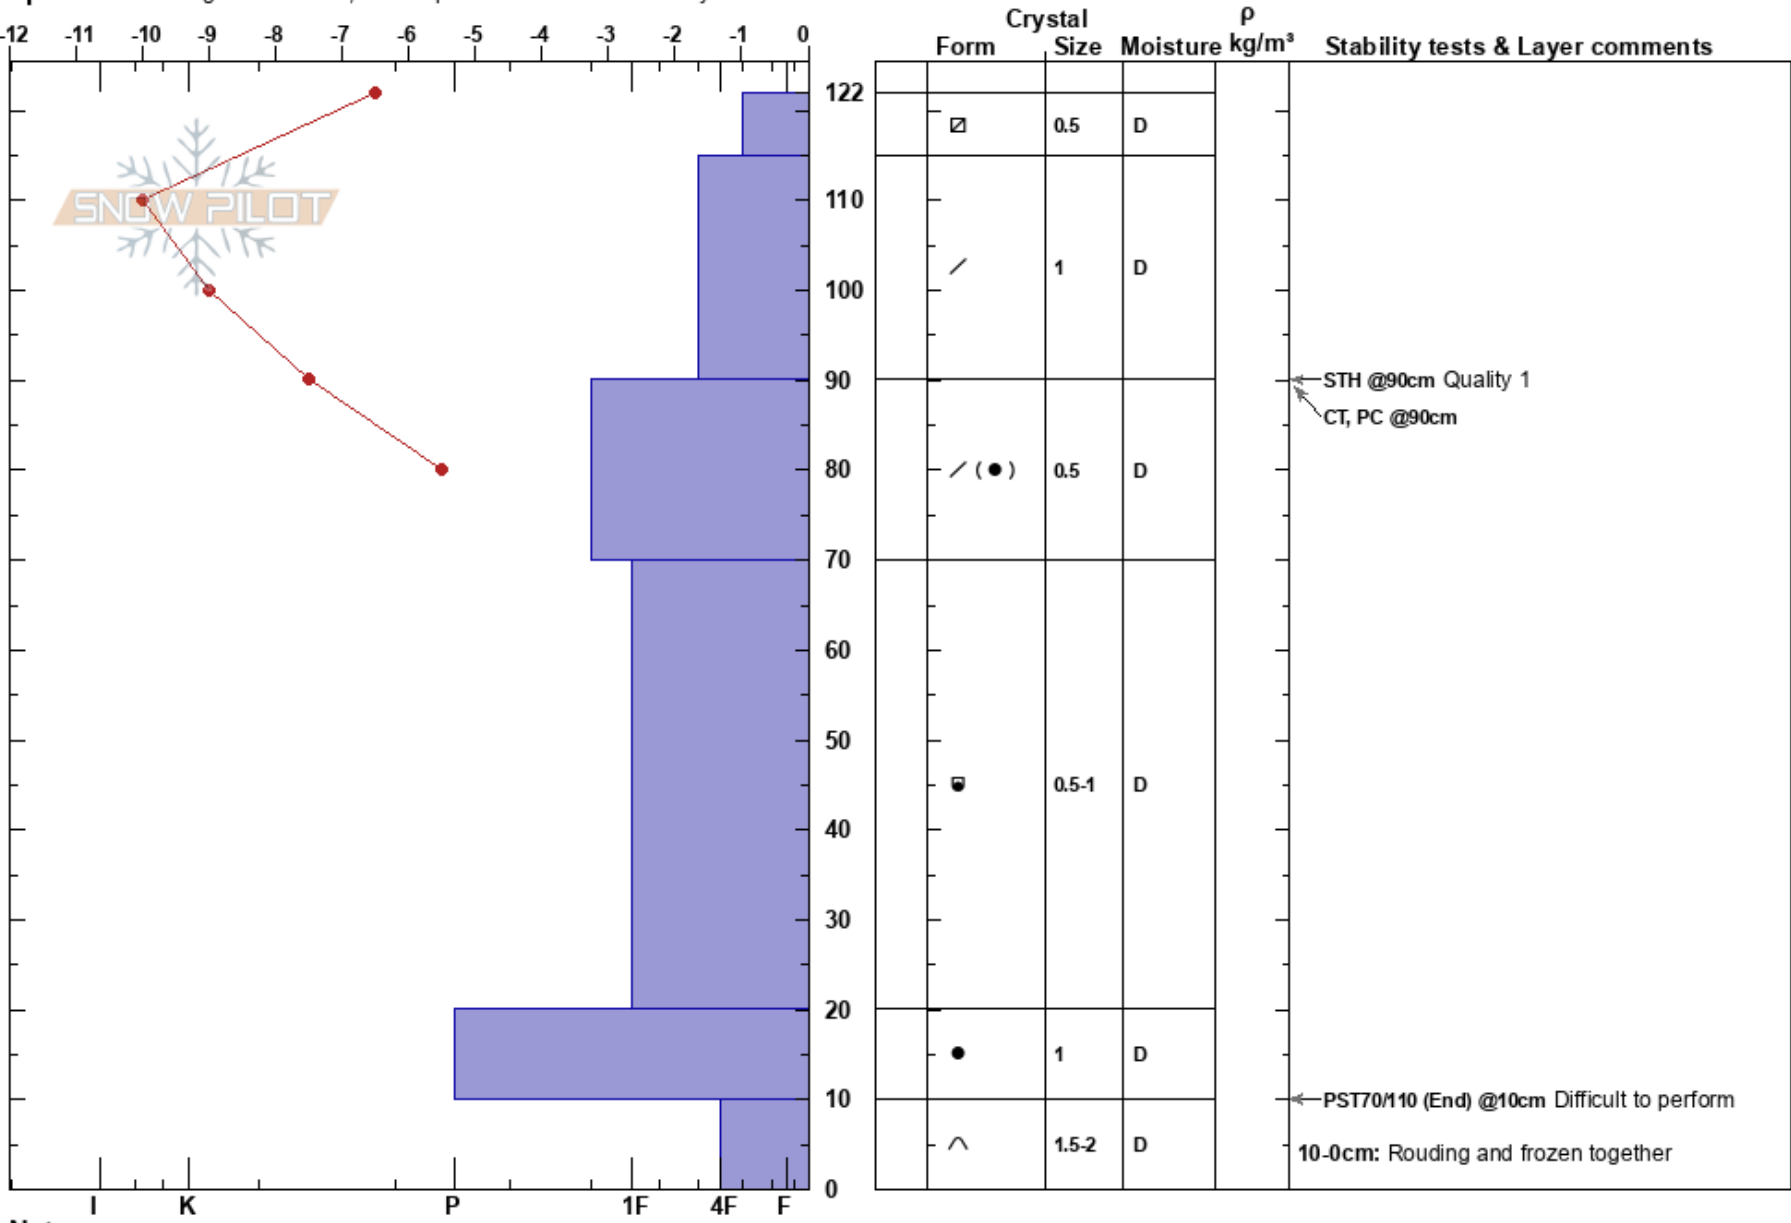 Crystal ρ
-12 -11 -10 -9 -8 -7 -6 -5 -4 -3 -2 -1 0 Form Size Moisture kg/m³ Stability tests & Layer comments
122
0.5 D
110
SNOW PILOT
1 D
100
90 STH @90cm Quality 1
CT, PC @90cm
80 ( ) 0.5 D
70
60
50
0.5-1 D
40
30
20
1 D
10 PST70/110 (End) @10cm Difficult to perform
1.5-2 D 10-0cm: Rouding and frozen together
0
I K P 1F 4F F